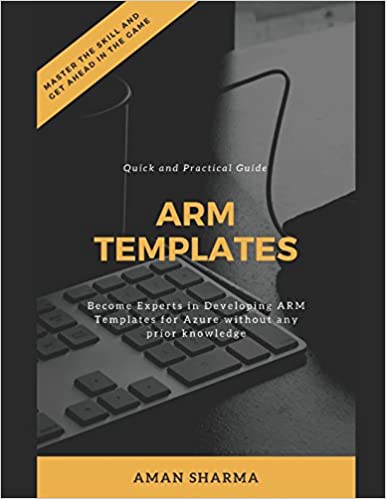 MASTER THE SKILL AND
GET AHEAD IN THE GAME
Quick and Practical Guide
ARM
TEMPLATES
Become Experts in Developing ARM
Templates for Azure without any
prior knowledge
AMAN SHARMA